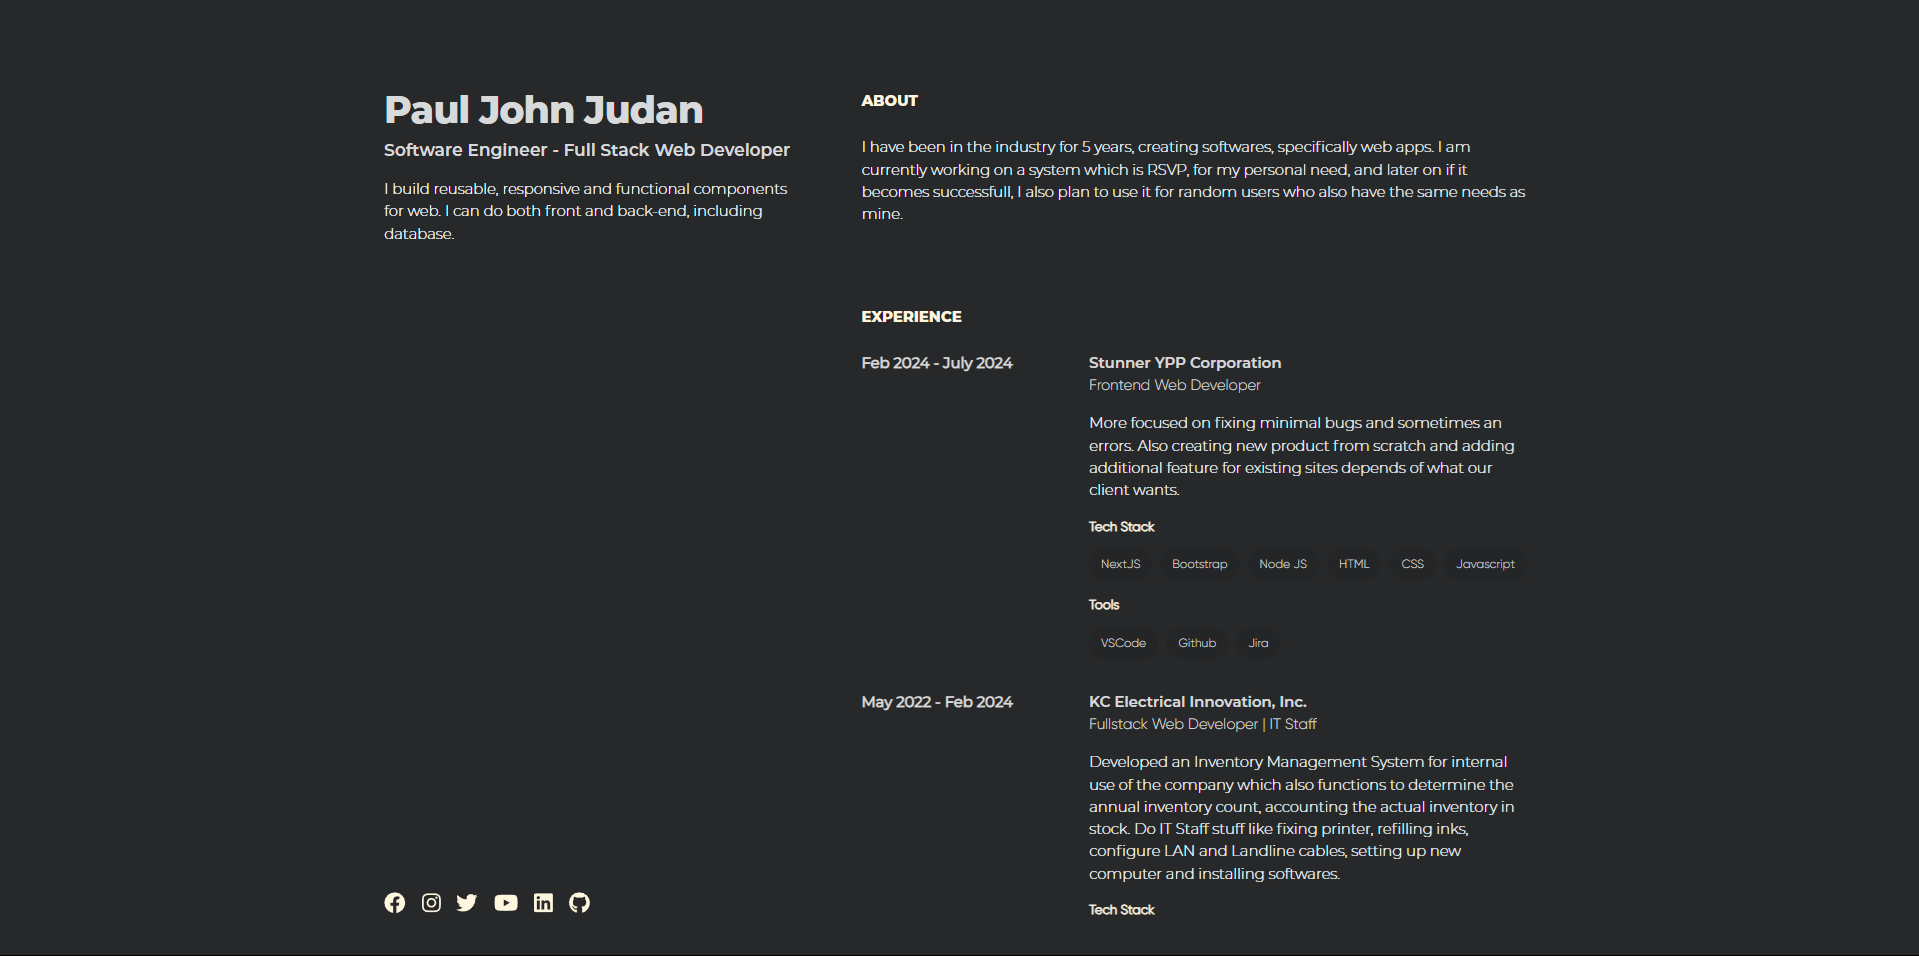 Paul John Judan
Software Engineer - Full Stack Web Developer
I build reusable, responsive and functional components
for web. I can do both front and back-end, including
database.
ABOUT
I have been in the industry for 5 years, creating softwares, specifically web apps. I am
currently working on a system which is RSVP, for my personal need, and later on if it
becomes successfull, I also plan to use it for random users who also have the same needs as
mine.
EXPERIENCE
Feb 2024 - July 2024
Stunner YPP Corporation
Frontend Web Developer
More focused on fixing minimal bugs and sometimes an
errors. Also creating new product from scratch and adding
additional feature for existing sites depends of what our
client wants.
Tech Stack
NextJS Bootstrap Node JS HTML CSS Javascript
Tools
VSCode Github Jira
May 2022 - Feb 2024
KC Electrical Innovation, Inc.
Fullstack Web Developer | IT Staff
Developed an Inventory Management System for internal
use of the company which also functions to determine the
annual inventory count, accounting the actual inventory in
stock. Do IT Staff stuff like fixing printer, refilling inks,
configure LAN and Landline cables, setting up new
computer and installing softwares.
Tech Stack